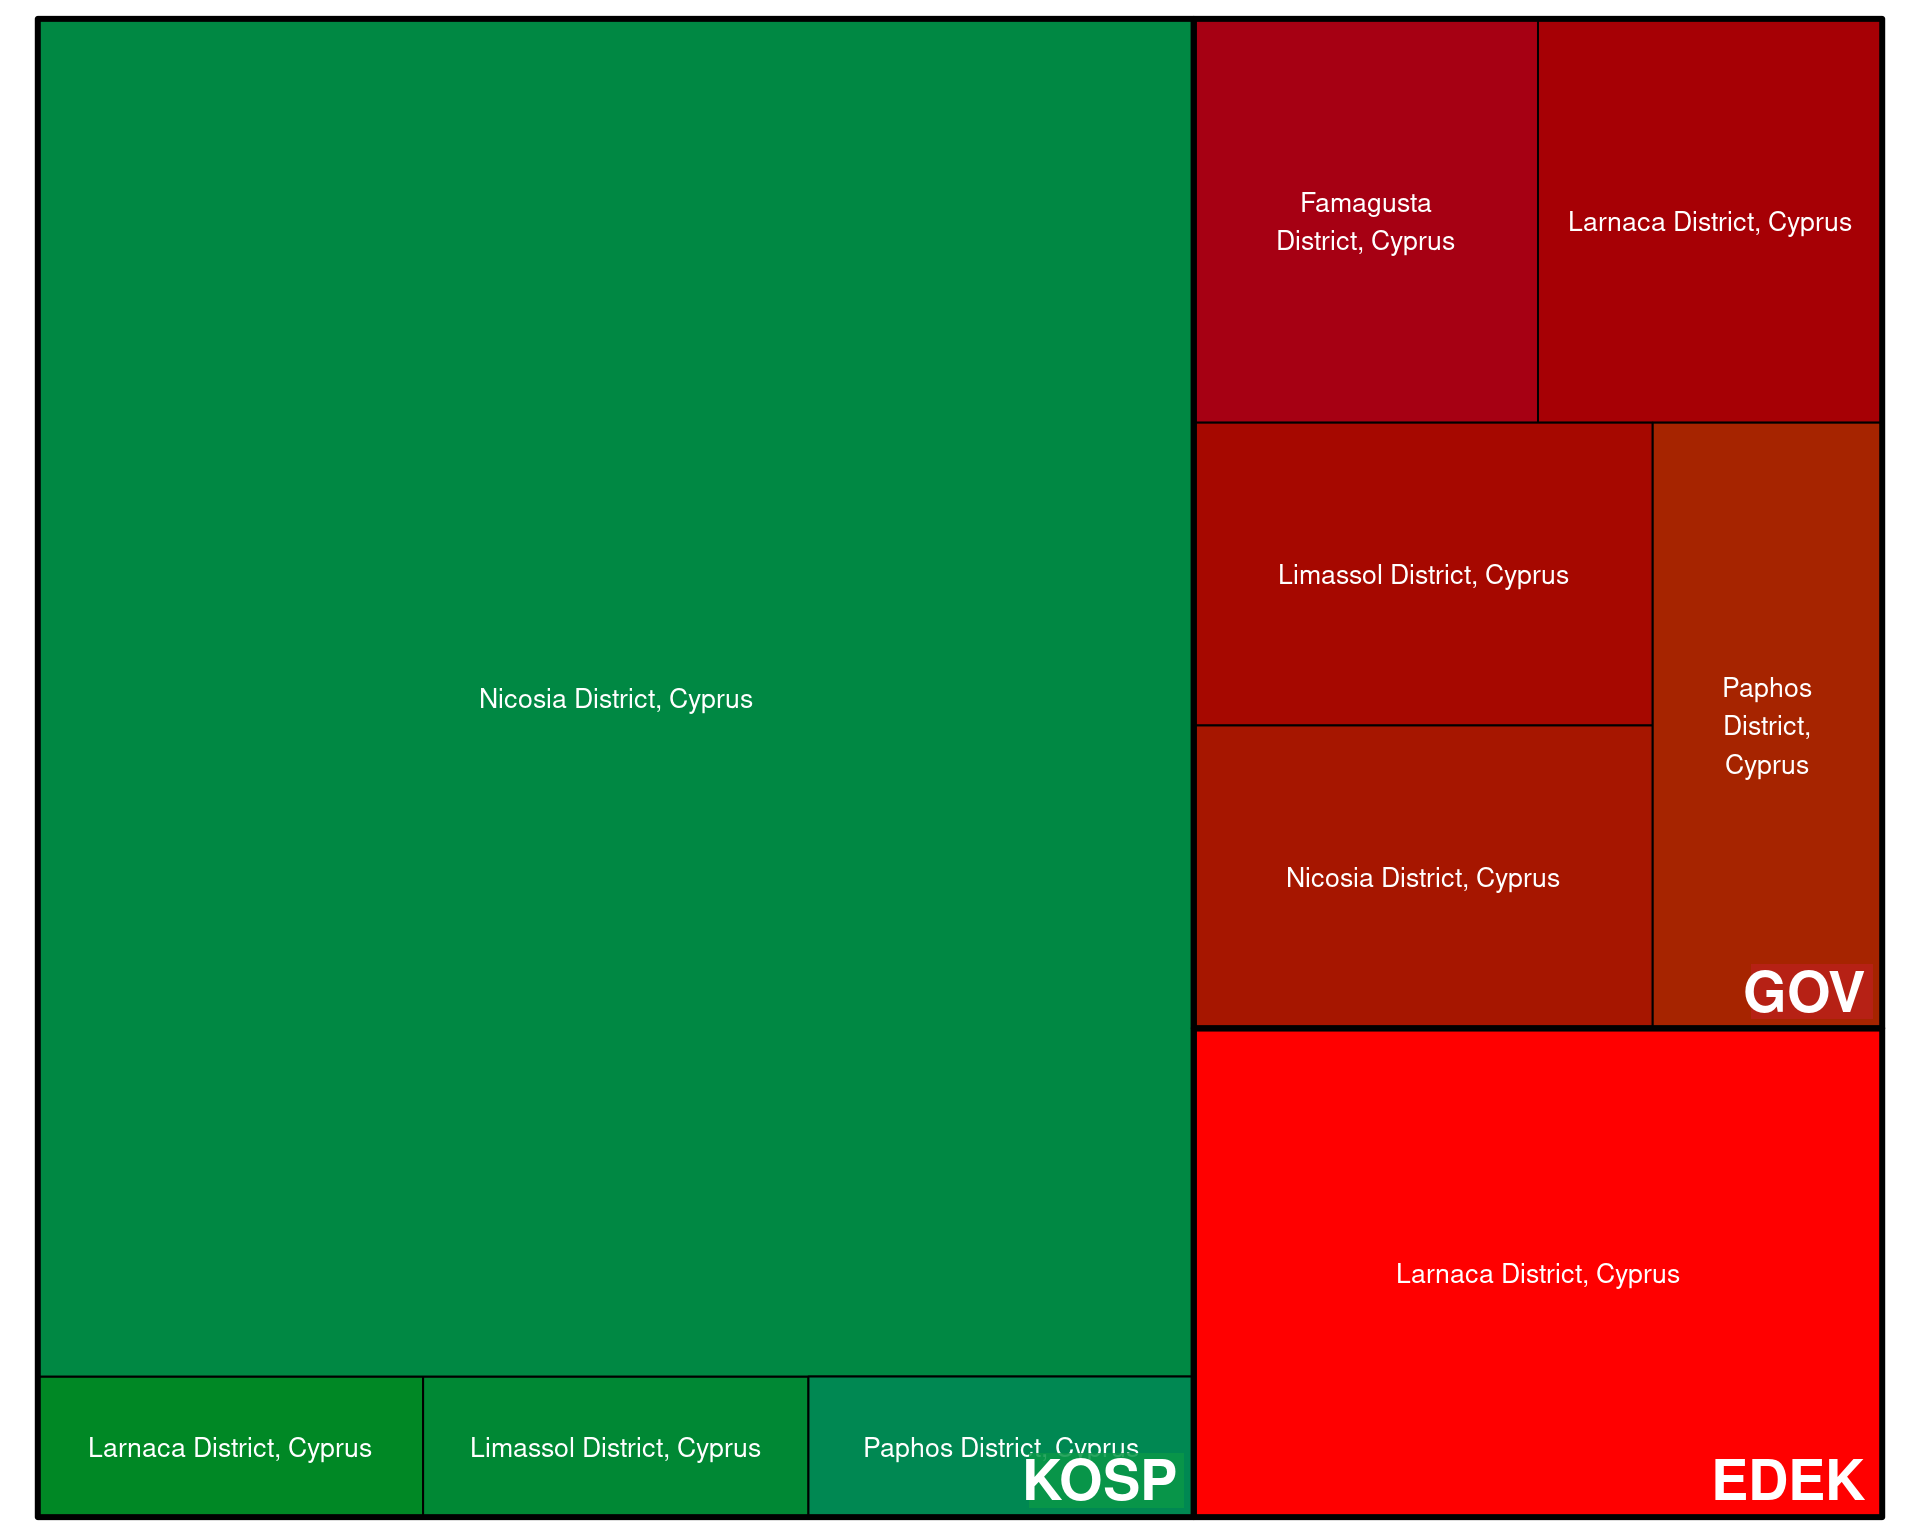 Nicosia District, Cyprus
Larnaca District, Cyprus
Limassol District, Cyprus
Paphos District, Cyprus
KOSP
Famagusta
District, Cyprus
Larnaca District, Cyprus
Limassol District, Cyprus
Nicosia District, Cyprus
Paphos
District,
Cyprus
GOV
Larnaca District, Cyprus
EDEK